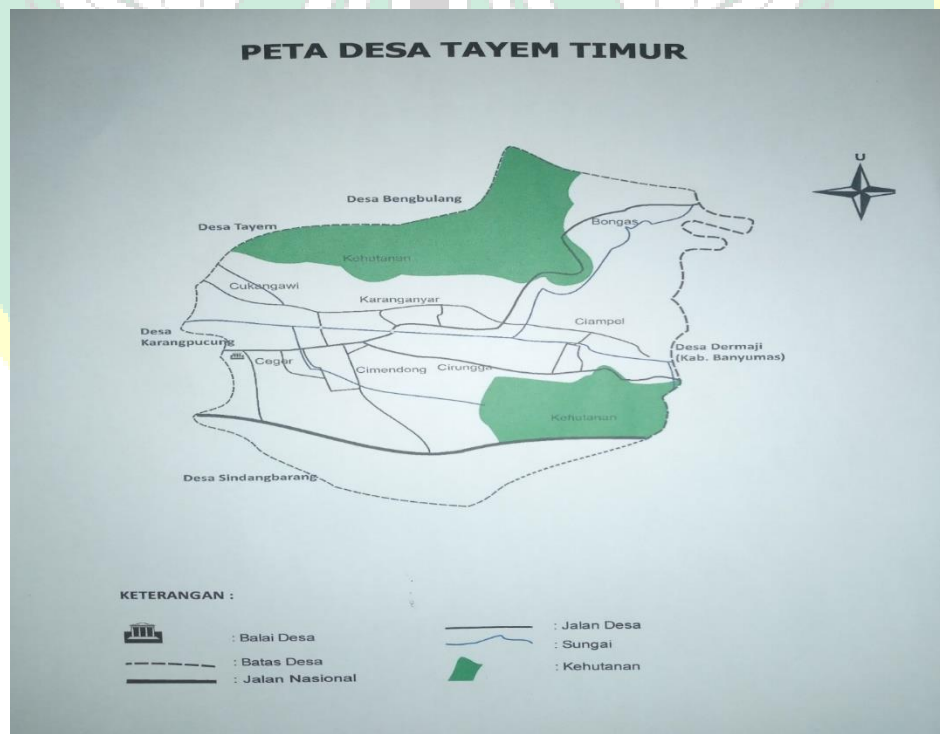 PETA DESA TAYEM TIMUR
U
Desa Bengbulang
Desa Tayem
Bongas
Kehutanan
Cukangawi
Karanganyar
Ciampel
Desa
Karangpucung
Desa Dermaji
(Kab. Banyumas)
Ceger
Cimendong
Cirungga
Kehutanan
Desa Sindangbarang
KETERANGAN :
: Balai Desa
: Batas Desa
: Jalan Nasional
: Jalan Desa
: Sungai
: Kehutanan